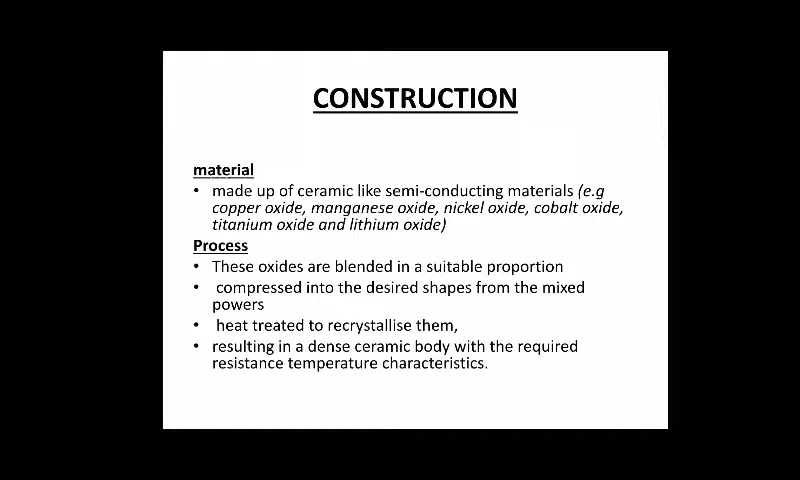 CONSTRUCTION
material
• made up of ceramic like semi-conducting materials (e.g
copper oxide, manganese oxide, nickel oxide, cobalt oxide,
titanium oxide and lithium oxide)
Process
• These oxides are blended in a suitable proportion
• compressed into the desired shapes from the mixed
powers
• heat treated to recrystallise them,
• resulting in a dense ceramic body with the required
resistance temperature characteristics.